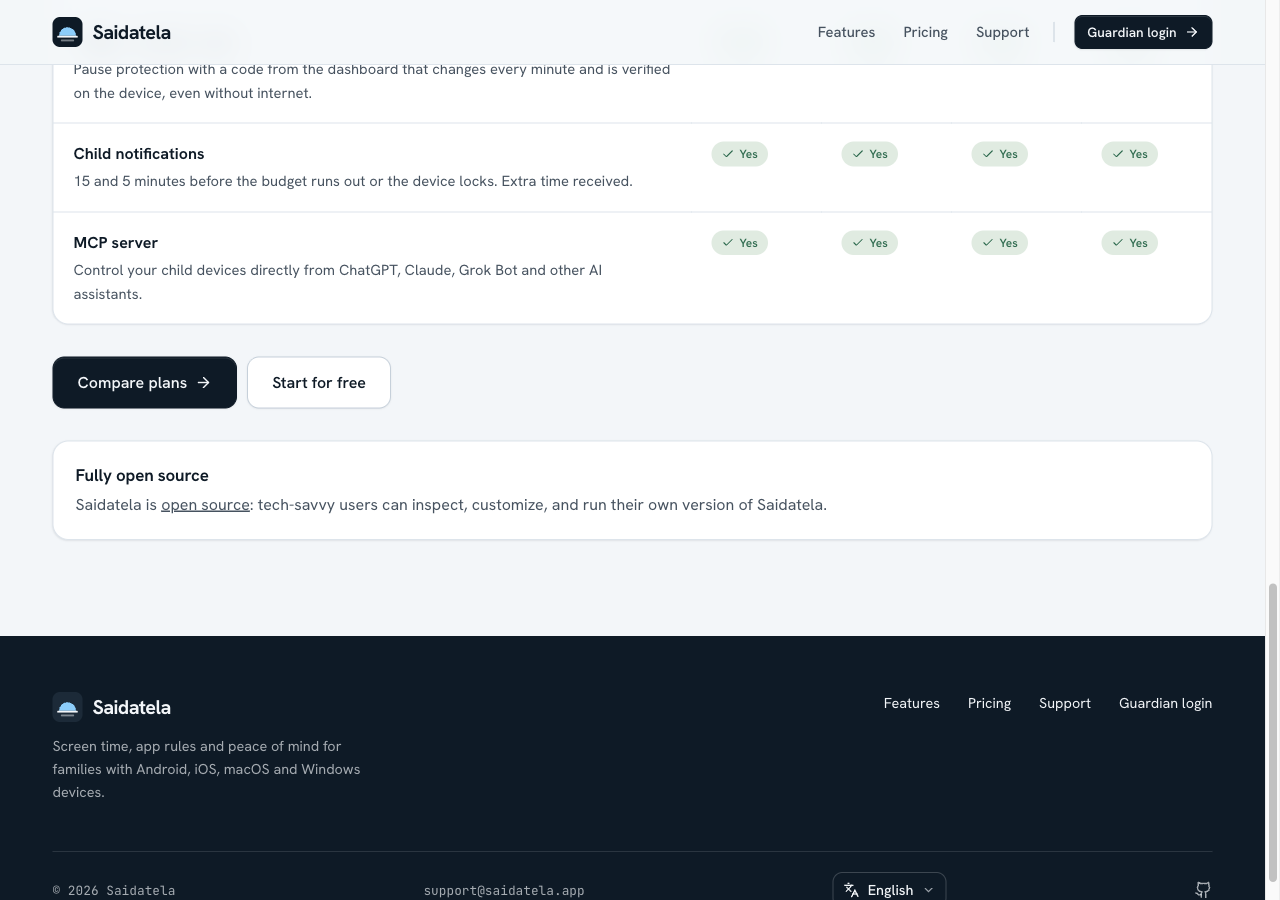 Saidatela
Features
Pricing
Support
Guardian login
Pause protection with a code from the dashboard that changes every minute and is verified
on the device, even without internet.
Child notifications
Yes
Yes
Yes
Yes
15 and 5 minutes before the budget runs out or the device locks. Extra time received.
MCP server
Yes
Yes
Yes
Yes
Control your child devices directly from ChatGPT, Claude, Grok Bot and other AI
assistants.
Compare plans
Start for free
Fully open source
Saidatela is open source: tech-savvy users can inspect, customize, and run their own version of Saidatela.
Saidatela
Features
Pricing
Support
Guardian login
Screen time, app rules and peace of mind for
families with Android, iOS, macOS and Windows
devices.
© 2026 Saidatela
support@saidatela.app
English